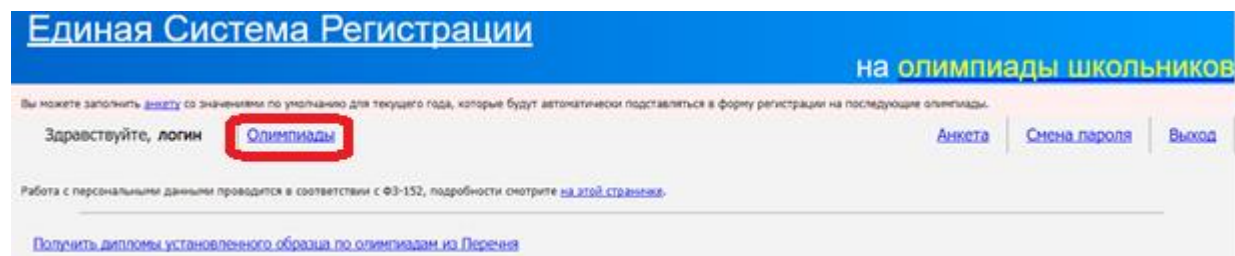 Единая Система Регистрации
на олимпиады школьников
Вы можете заполнить анкету со значениями по умолчанию для текущего года, которые будут автоматически подставляться в форму регистрации на последующие олимпиады.
Здравствуйте, логин Олимпиады Анкета Смена пароля Выход
Работа с персональными данными проводится в соответствии с ФЗ-152, подробности смотрите на этой страничке.
Получить дипломы установленного образца по олимпиадам из Перечня